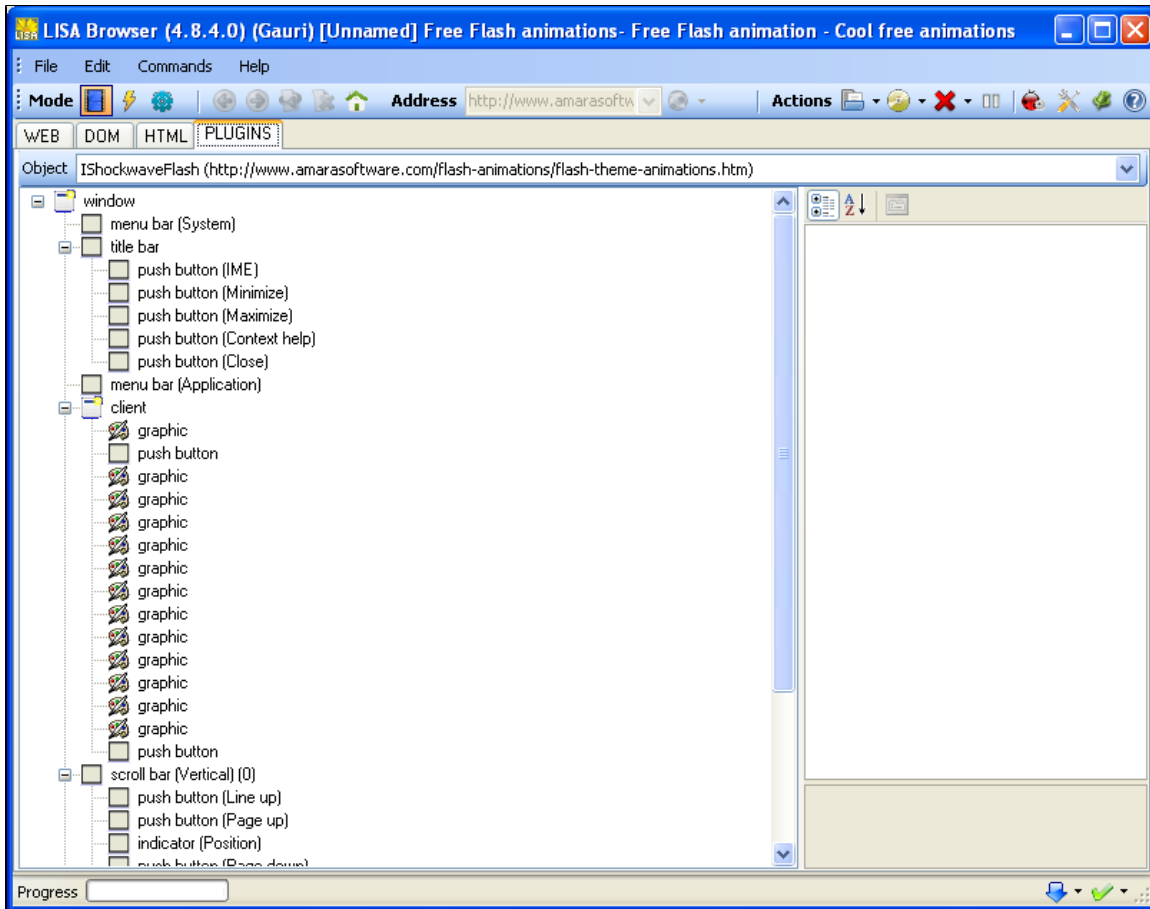 LISA LISA Browser (4.8.4.0) (Gauri) [Unnamed] Free Flash animations- Free Flash animation - Cool free animations
File Edit Commands Help
Mode Address http://www.amarasoftw Actions
WEB DOM HTML PLUGINS
Object IShockwaveFlash (http://www.amarasoftware.com/flash-animations/flash-theme-animations.htm)
window
menu bar (System)
title bar
push button (IME)
push button (Minimize)
push button (Maximize)
push button (Context help)
push button (Close)
menu bar (Application)
client
graphic
push button
graphic
graphic
graphic
graphic
graphic
graphic
graphic
graphic
graphic
graphic
graphic
graphic
push button
scroll bar (Vertical) (0)
push button (Line up)
push button (Page up)
indicator (Position)
push button (Page down)
Progress